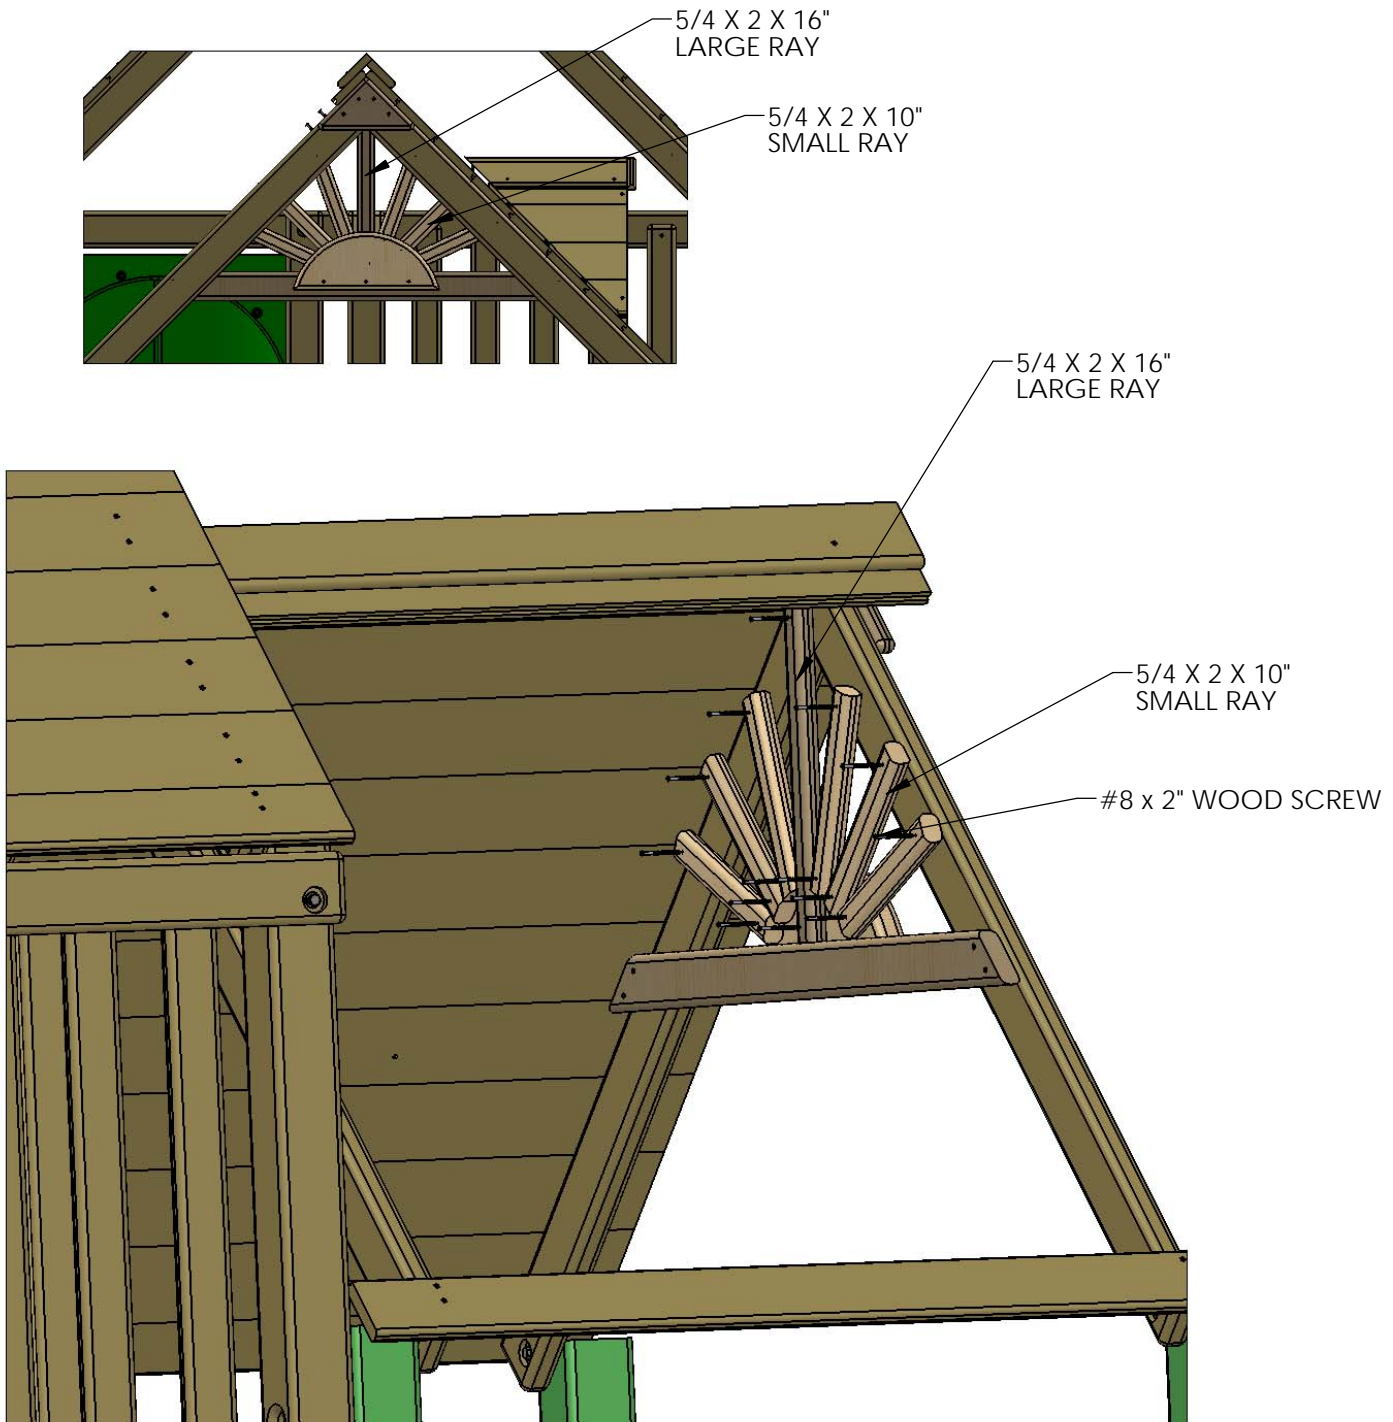 5/4 X 2 X 16"
LARGE RAY
5/4 X 2 X 10"
SMALL RAY
5/4 X 2 X 16"
LARGE RAY
5/4 X 2 X 10"
SMALL RAY
#8 x 2" WOOD SCREW